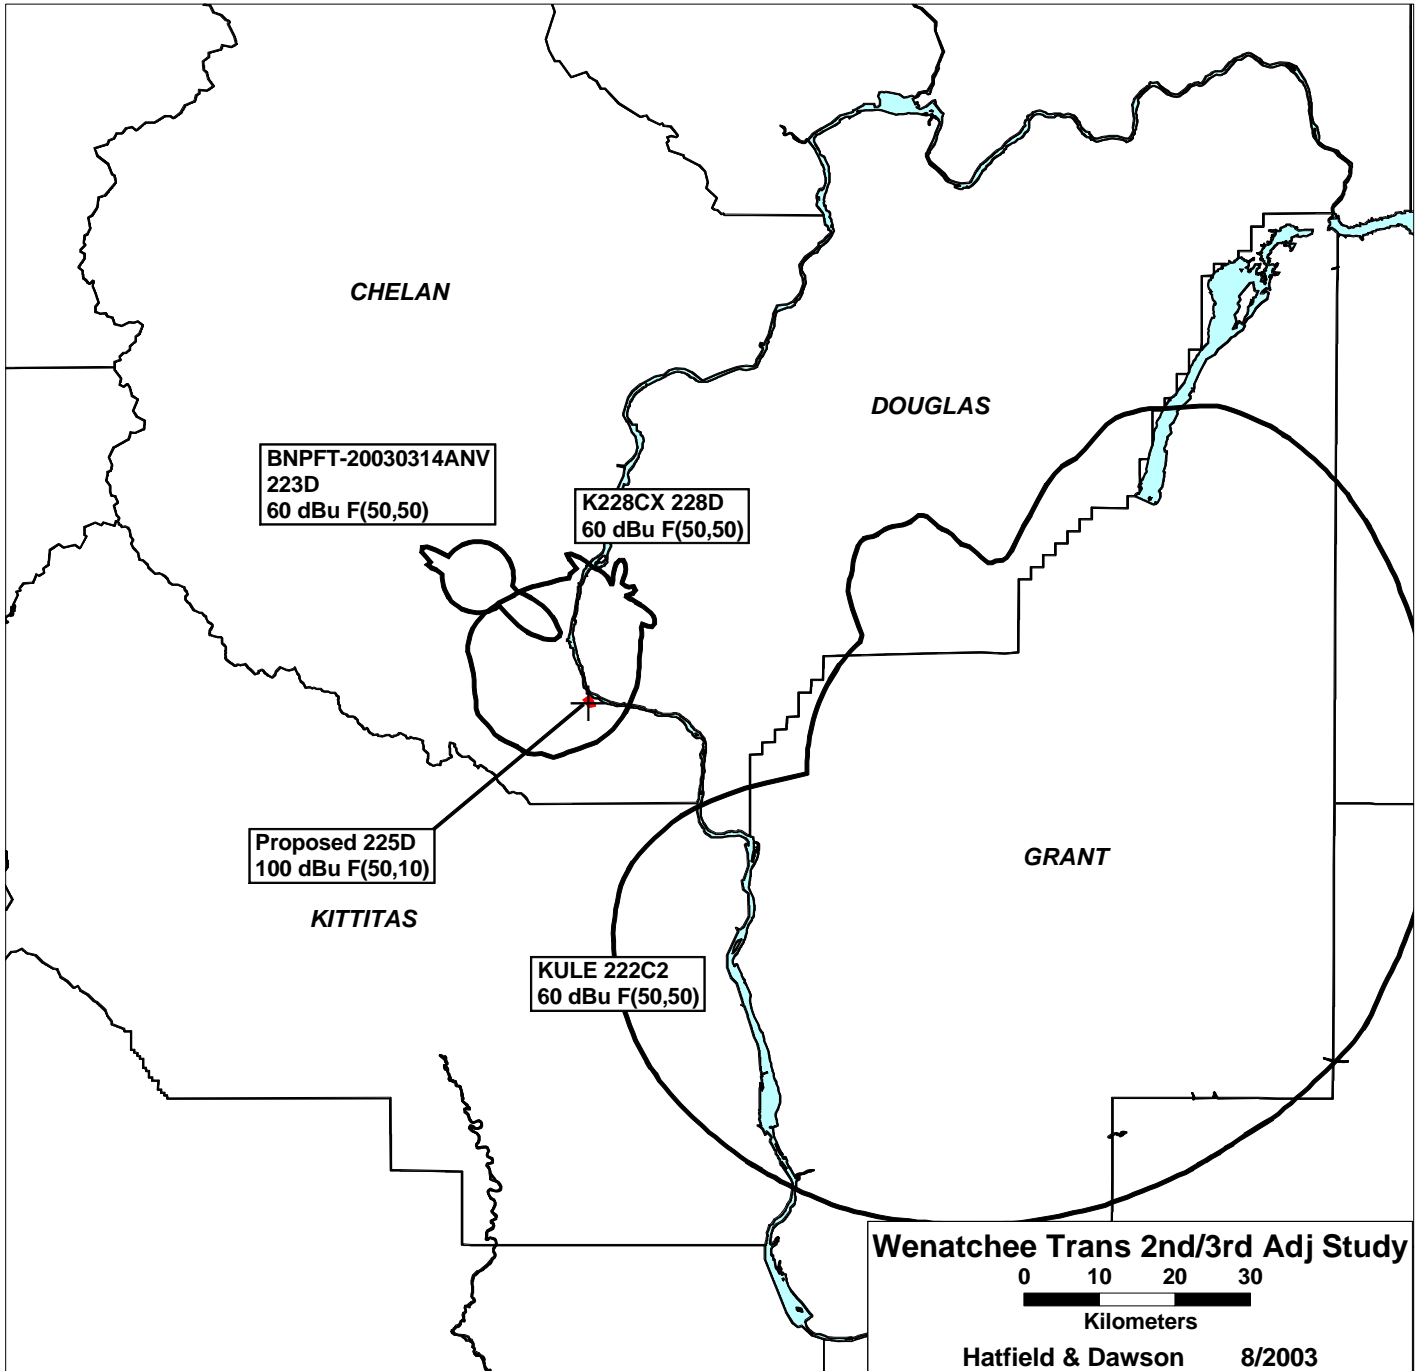 CHELAN
DOUGLAS
BNPFT-20030314ANV
223D
60 dBu F(50,50)
K228CX 228D
60 dBu F(50,50)
Proposed 225D
100 dBu F(50,10)
GRANT
KITTITAS
KULE 222C2
60 dBu F(50,50)
Wenatchee Trans 2nd/3rd Adj Study
0 10 20 30
Kilometers
Hatfield & Dawson 8/2003